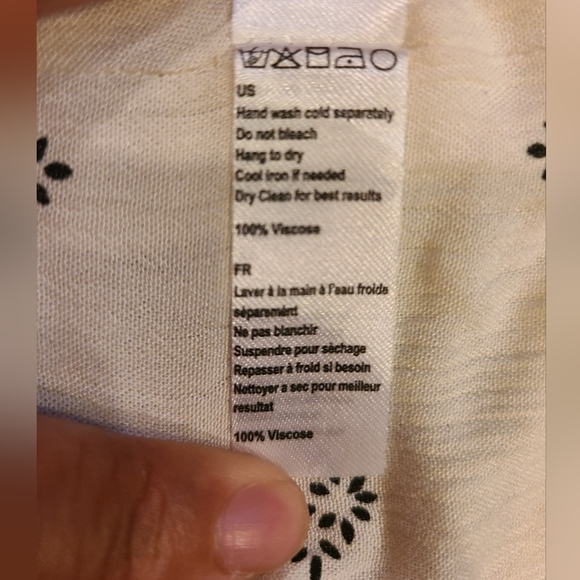 US
Hand wash cold separately
Do not bleach
Hang to dry
Cool iron if needed
Dry Clean for best results
100% Viscose
FR
Laver à la main à l'eau froide
séparemént
Ne pas blanchir
Suspendre pour sèchage
Repasser à froid si besoin
Nettoyer a sec pour meilleur
resultat
100% Viscose